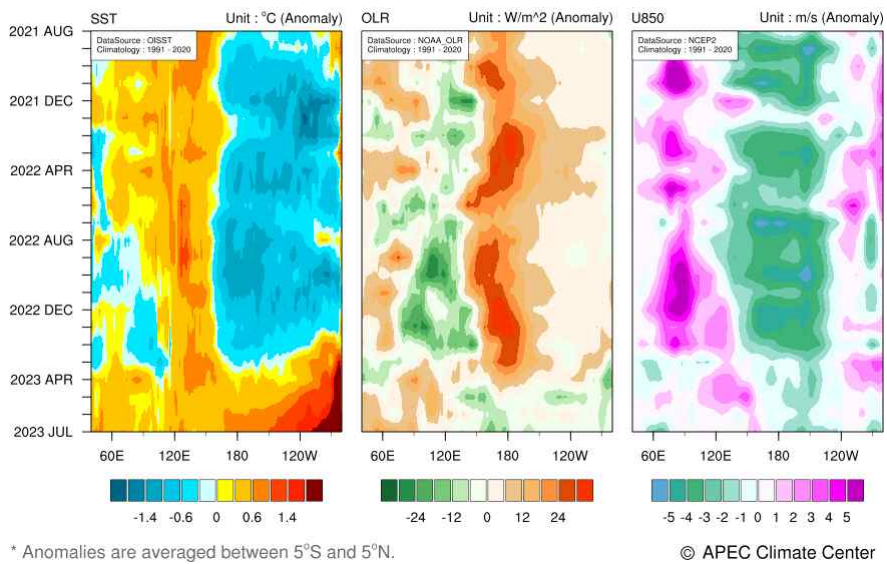 SST Unit : °C (Anomaly)
DataSource : OISST
Climatology : 1991 - 2020
OLR Unit : W/m^2 (Anomaly)
DataSource : NOAA_OLR
Climatology : 1991 - 2020
U850 Unit : m/s (Anomaly)
DataSource : NCEP2
Climatology : 1991 - 2020
2021 AUG
2021 DEC
2022 APR
2022 AUG
2022 DEC
2023 APR
2023 JUL
60E 120E 180 120W
60E 120E 180 120W
60E 120E 180 120W
-1.4 -0.6 0 0.6 1.4
-24 -12 0 12 24
-5 -4 -3 -2 -1 0 1 2 3 4 5
* Anomalies are averaged between 5°S and 5°N.
© APEC Climate Center